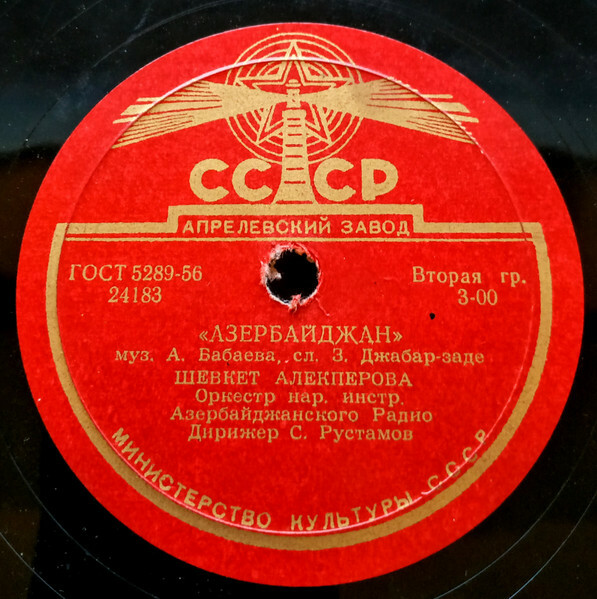 СССР
АПРЕЛЕВСКИЙ ЗАВОД
ГОСТ 5289-56
24183
Вторая гр.
3-00
«АЗЕРБАЙДЖАН»
муз. А. Бабаева, сл. З. Джабар-заде
ШЕВКЕТ АЛЕКПЕРОВА
Оркестр нар. инстр.
Азербайджанского Радио
Дирижер С. Рустамов
МИНИСТЕРСТВО КУЛЬТУРЫ СССР